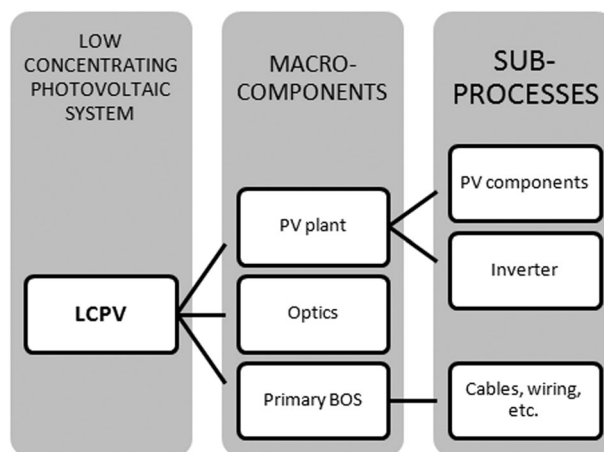 LOW
CONCENTRATING
PHOTOVOLTAIC
SYSTEM
MACRO-
COMPONENTS
SUB-
PROCESSES
LCPV
PV plant
Optics
Primary BOS
PV components
Inverter
Cables, wiring,
etc.